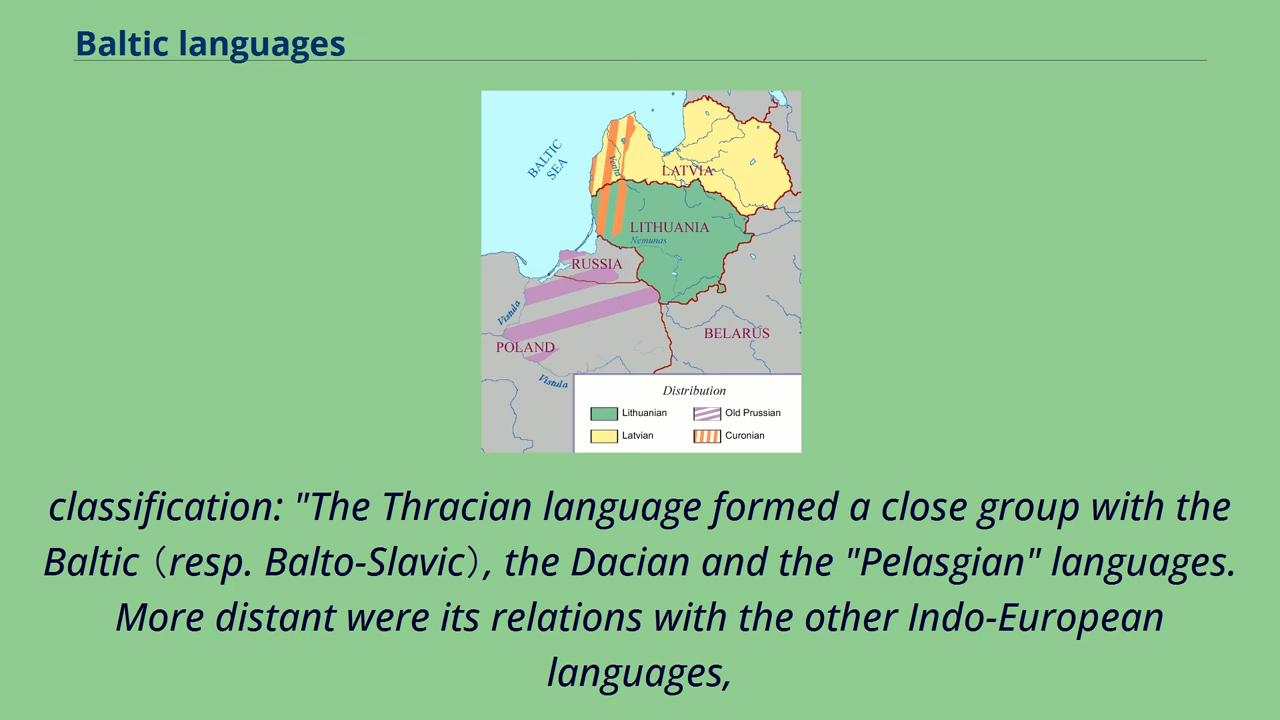 Baltic languages
BALTIC
SEA
Venta
LATVIA
LITHUANIA
Nemunas
RUSSIA
Vistula
BELARUS
POLAND
Vistula
Distribution
Lithuanian
Old Prussian
Latvian
Curonian
classification: "The Thracian language formed a close group with the
Baltic（resp. Balto-Slavic）, the Dacian and the "Pelasgian" languages.
More distant were its relations with the other Indo-European
languages,